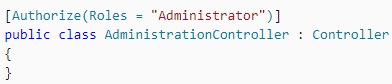 [Authorize(Roles = "Administrator")]
public class AdministrationController : Controller
{
}